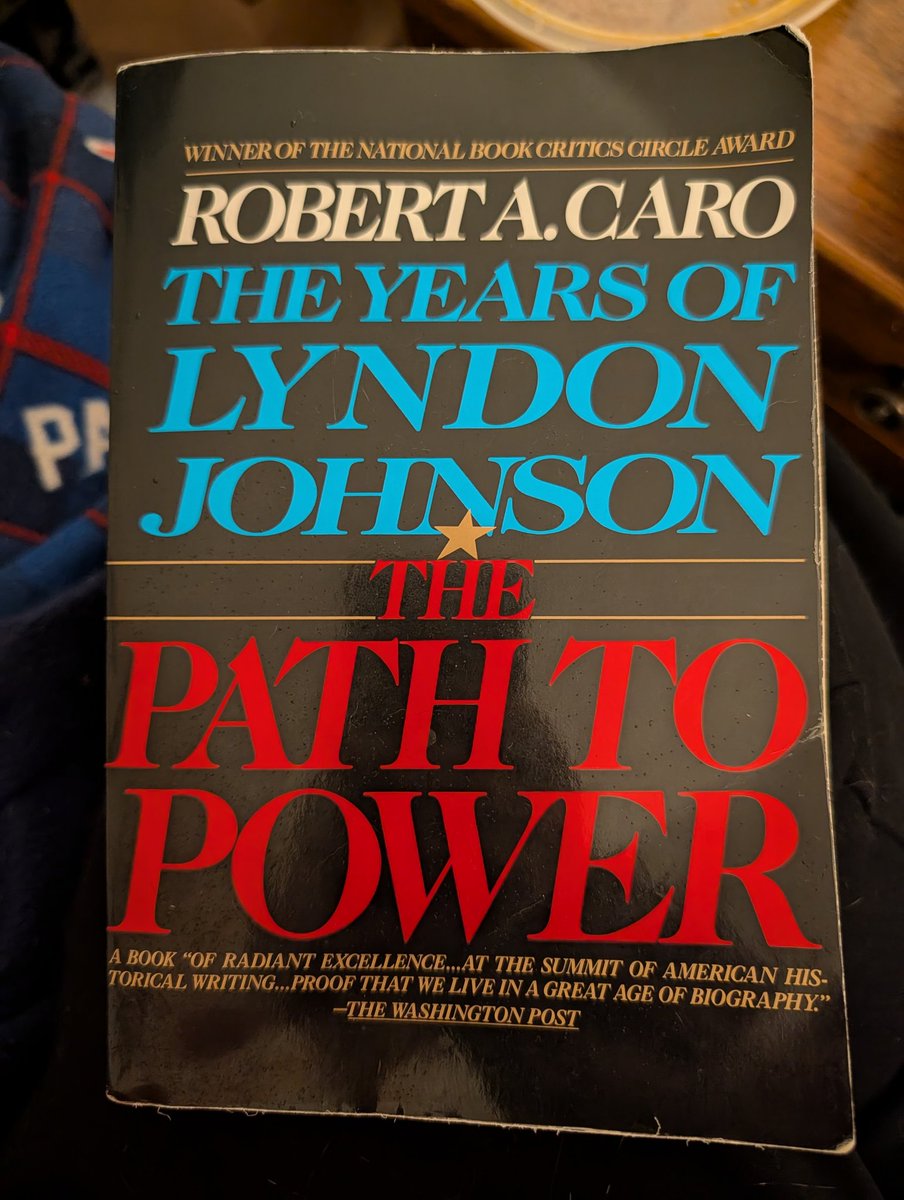 WINNER OF THE NATIONAL BOOK CRITICS CIRCLE AWARD
ROBERT A. CARO
THE YEARS OF
LYNDON
JOHNSON
THE
PATH TO
POWER
A BOOK “OF RADIANT EXCELLENCE...AT THE SUMMIT OF AMERICAN HIS-
TORICAL WRITING...PROOF THAT WE LIVE IN A GREAT AGE OF BIOGRAPHY.”
—THE WASHINGTON POST
PA